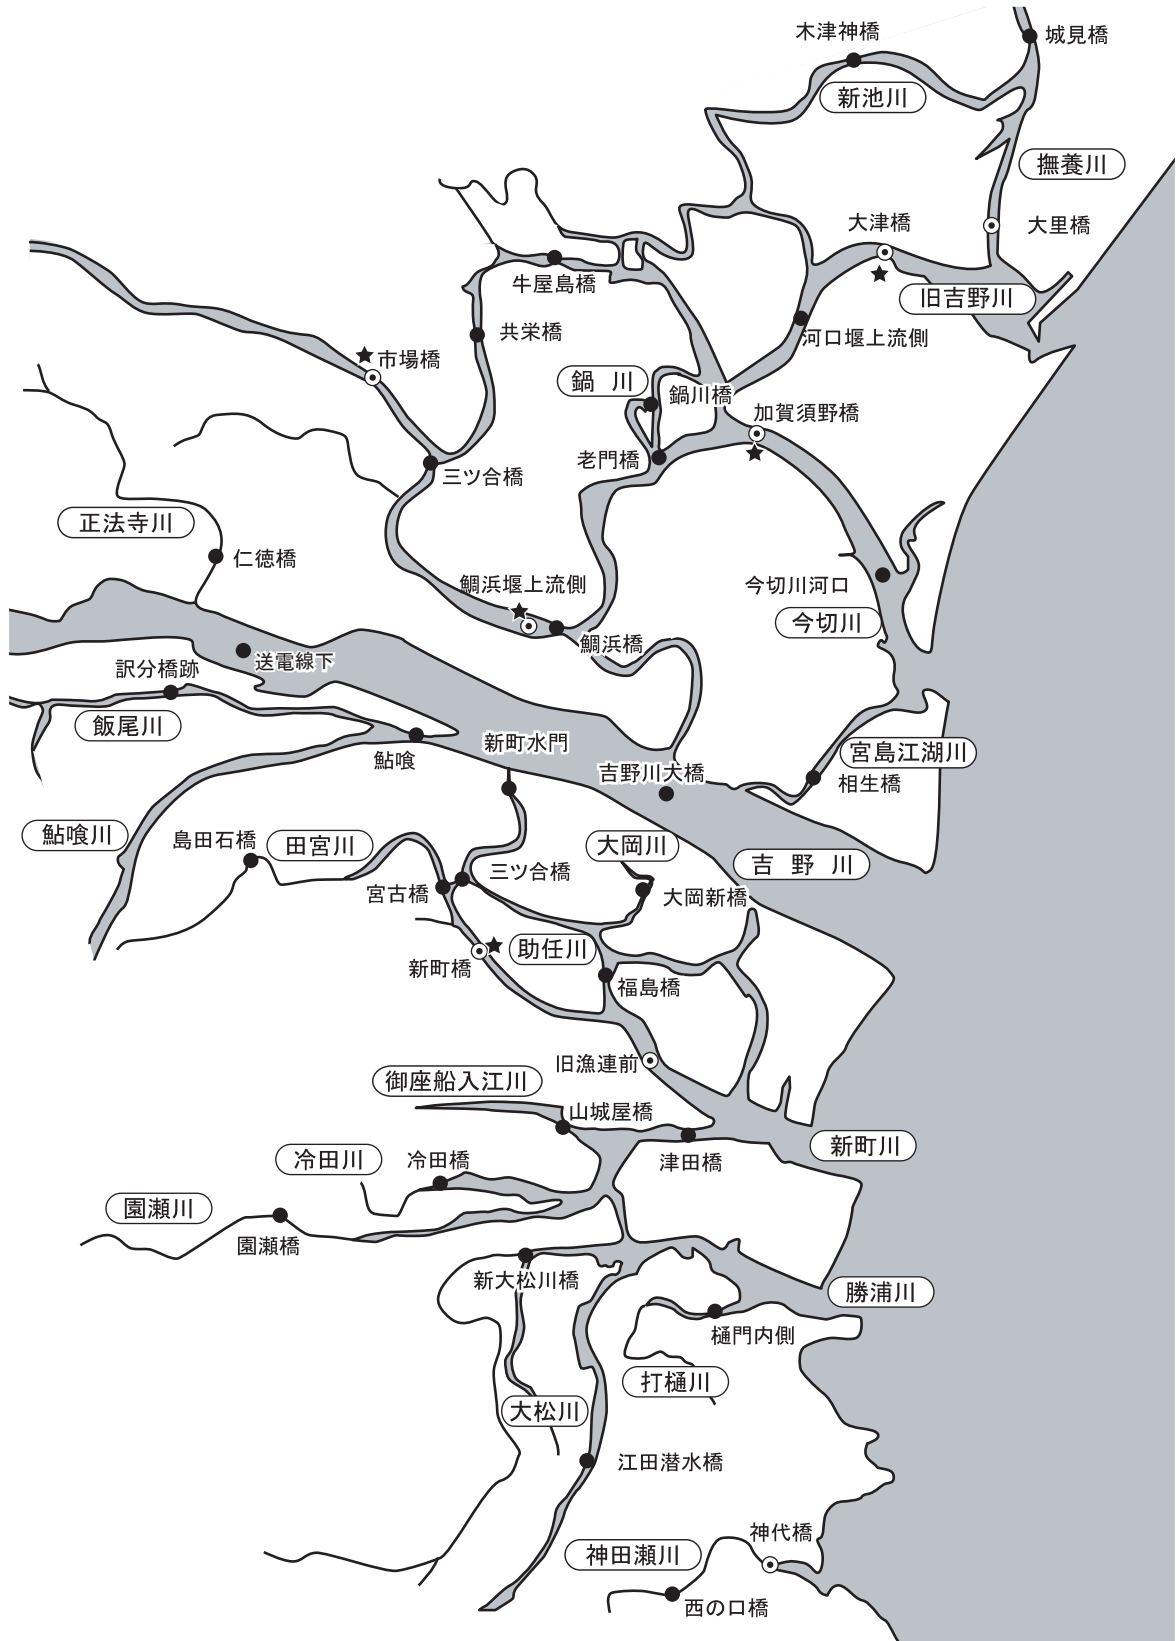 木津神橋
城見橋
新池川
撫養川
大津橋
大里橋
牛屋島橋
旧吉野川
共栄橋
河口堰上流側
市場橋
鍋 川
鍋川橋
加賀須野橋
老門橋
三ツ合橋
正法寺川
仁徳橋
鯛浜堰上流側
今切川河口
今切川
鯛浜橋
送電線下
訳分橋跡
飯尾川
新町水門
鮎喰
宮島江湖川
吉野川大橋
相生橋
鮎喰川
島田石橋
田宮川
大岡川
吉 野 川
三ツ合橋
宮古橋
大岡新橋
助任川
新町橋
福島橋
旧漁連前
御座船入江川
山城屋橋
新町川
冷田川
冷田橋
津田橋
園瀬川
園瀬橋
新大松川橋
勝浦川
樋門内側
打樋川
大松川
江田潜水橋
神代橋
神田瀬川
西の口橋